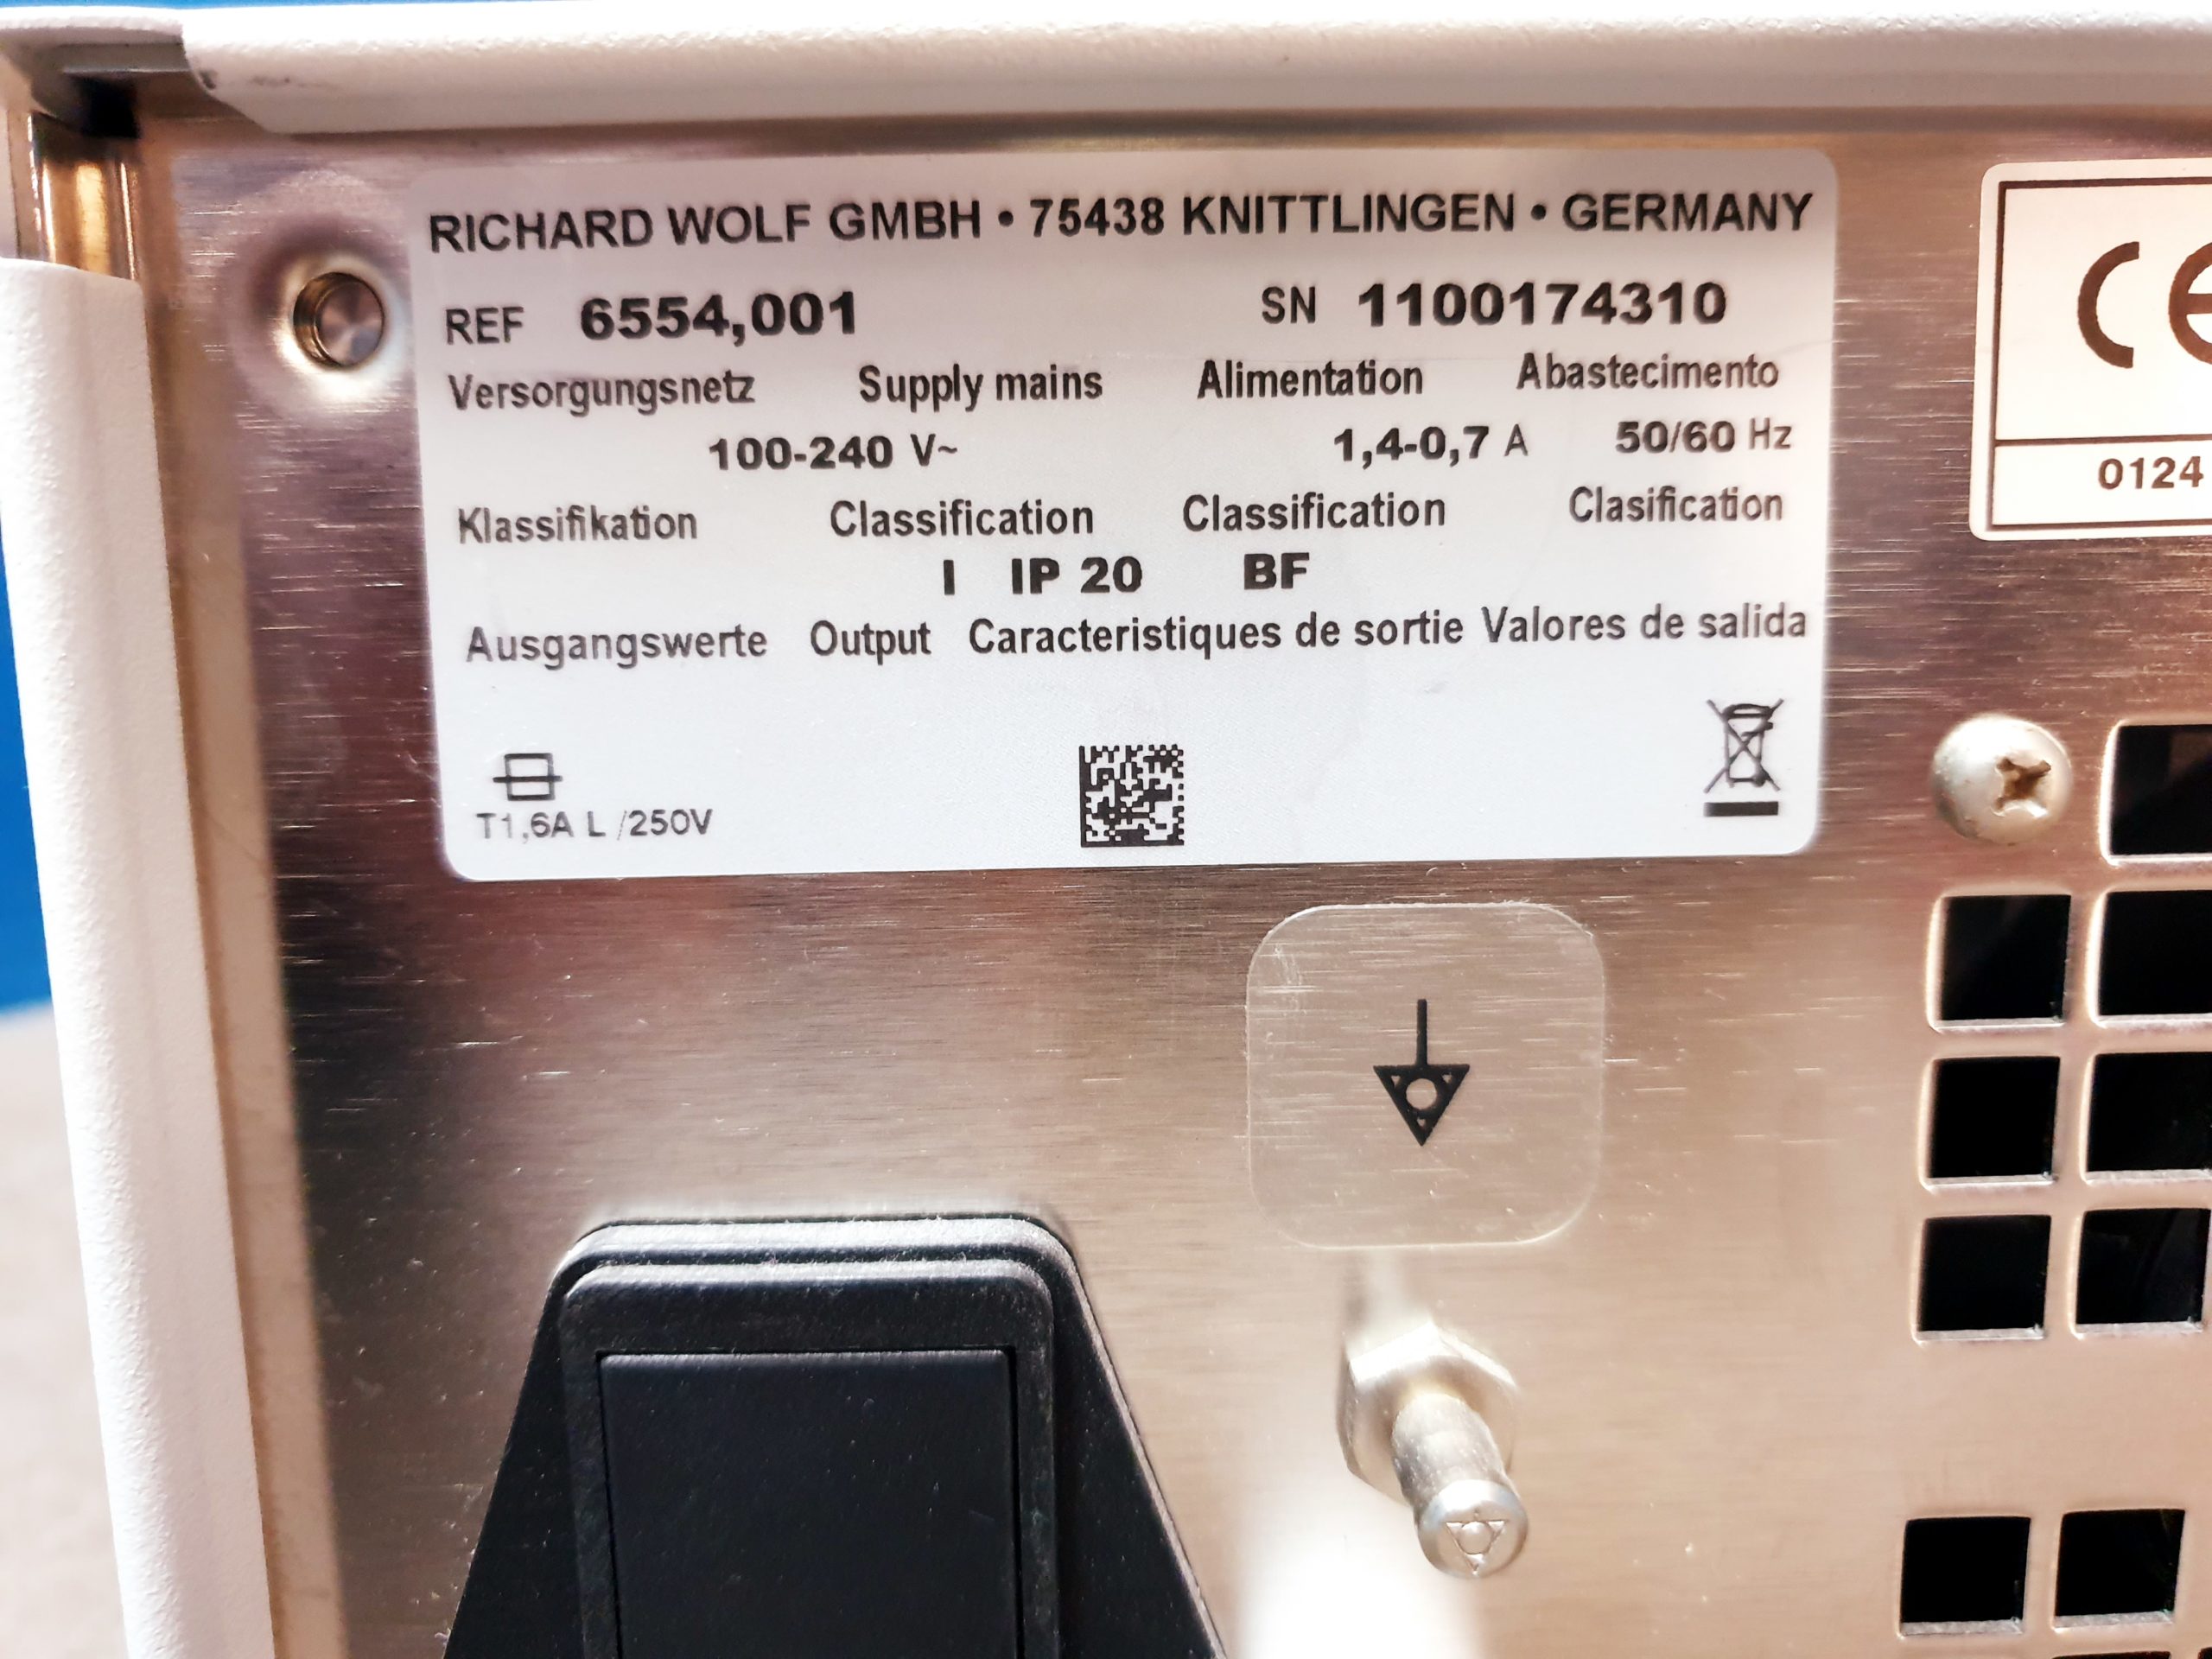 RICHARD WOLF GMBH • 75438 KNITTLINGEN • GERMANY
REF 6554,001 SN 1100174310
Versorgungsnetz Supply mains Alimentation Abastecimento
100-240 V~ 1,4-0,7 A 50/60 Hz
Klassifikation Classification Classification Clasification
I IP 20 BF
Ausgangswerte Output Caracteristiques de sortie Valores de salida
T1,6A L /250V
CE
0124